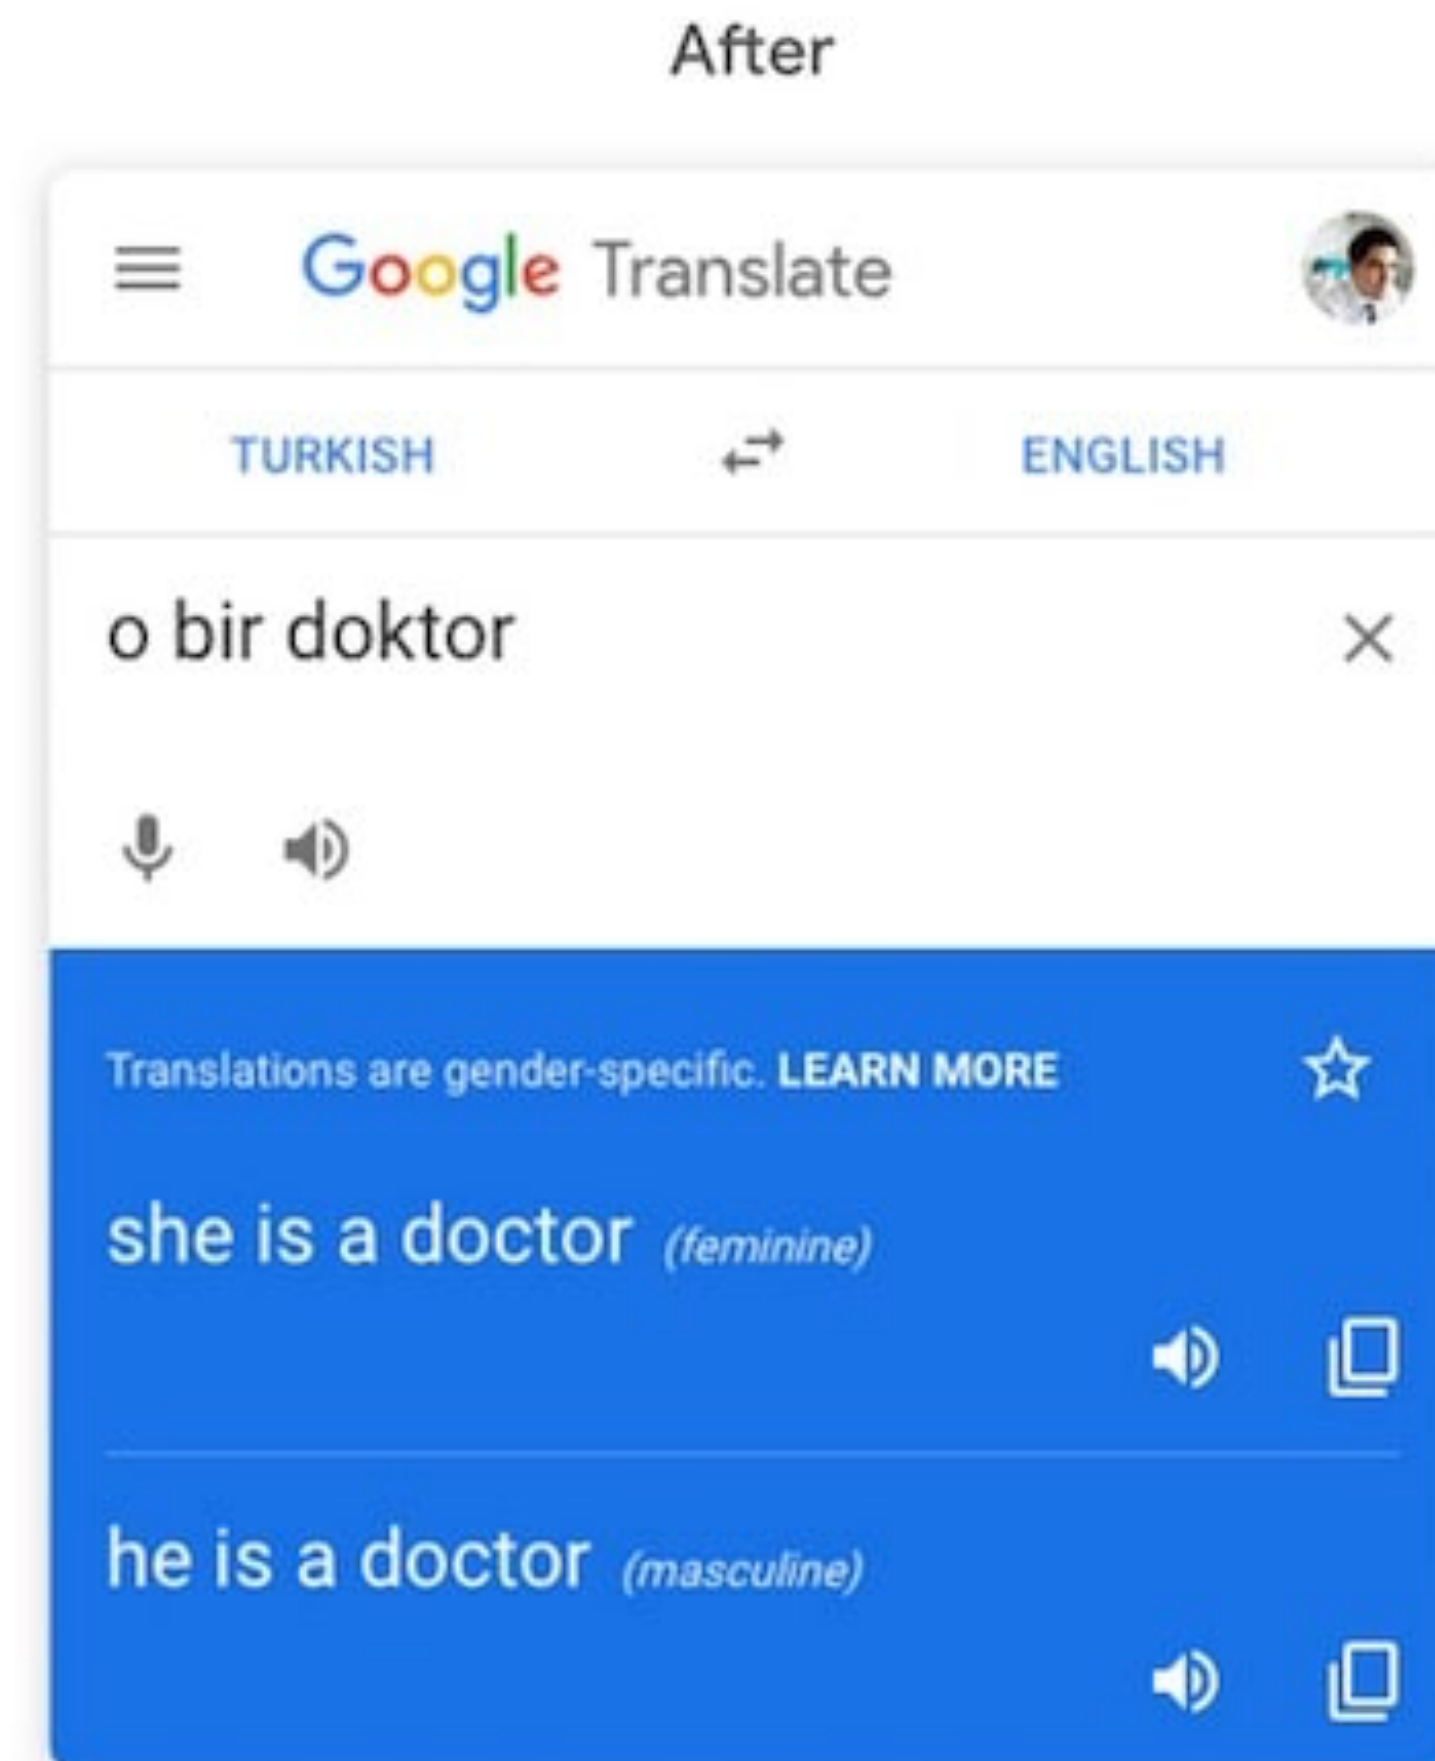 After
Google Translate
TURKISH ENGLISH
o bir doktor
Translations are gender-specific. LEARN MORE
she is a doctor (feminine)
he is a doctor (masculine)